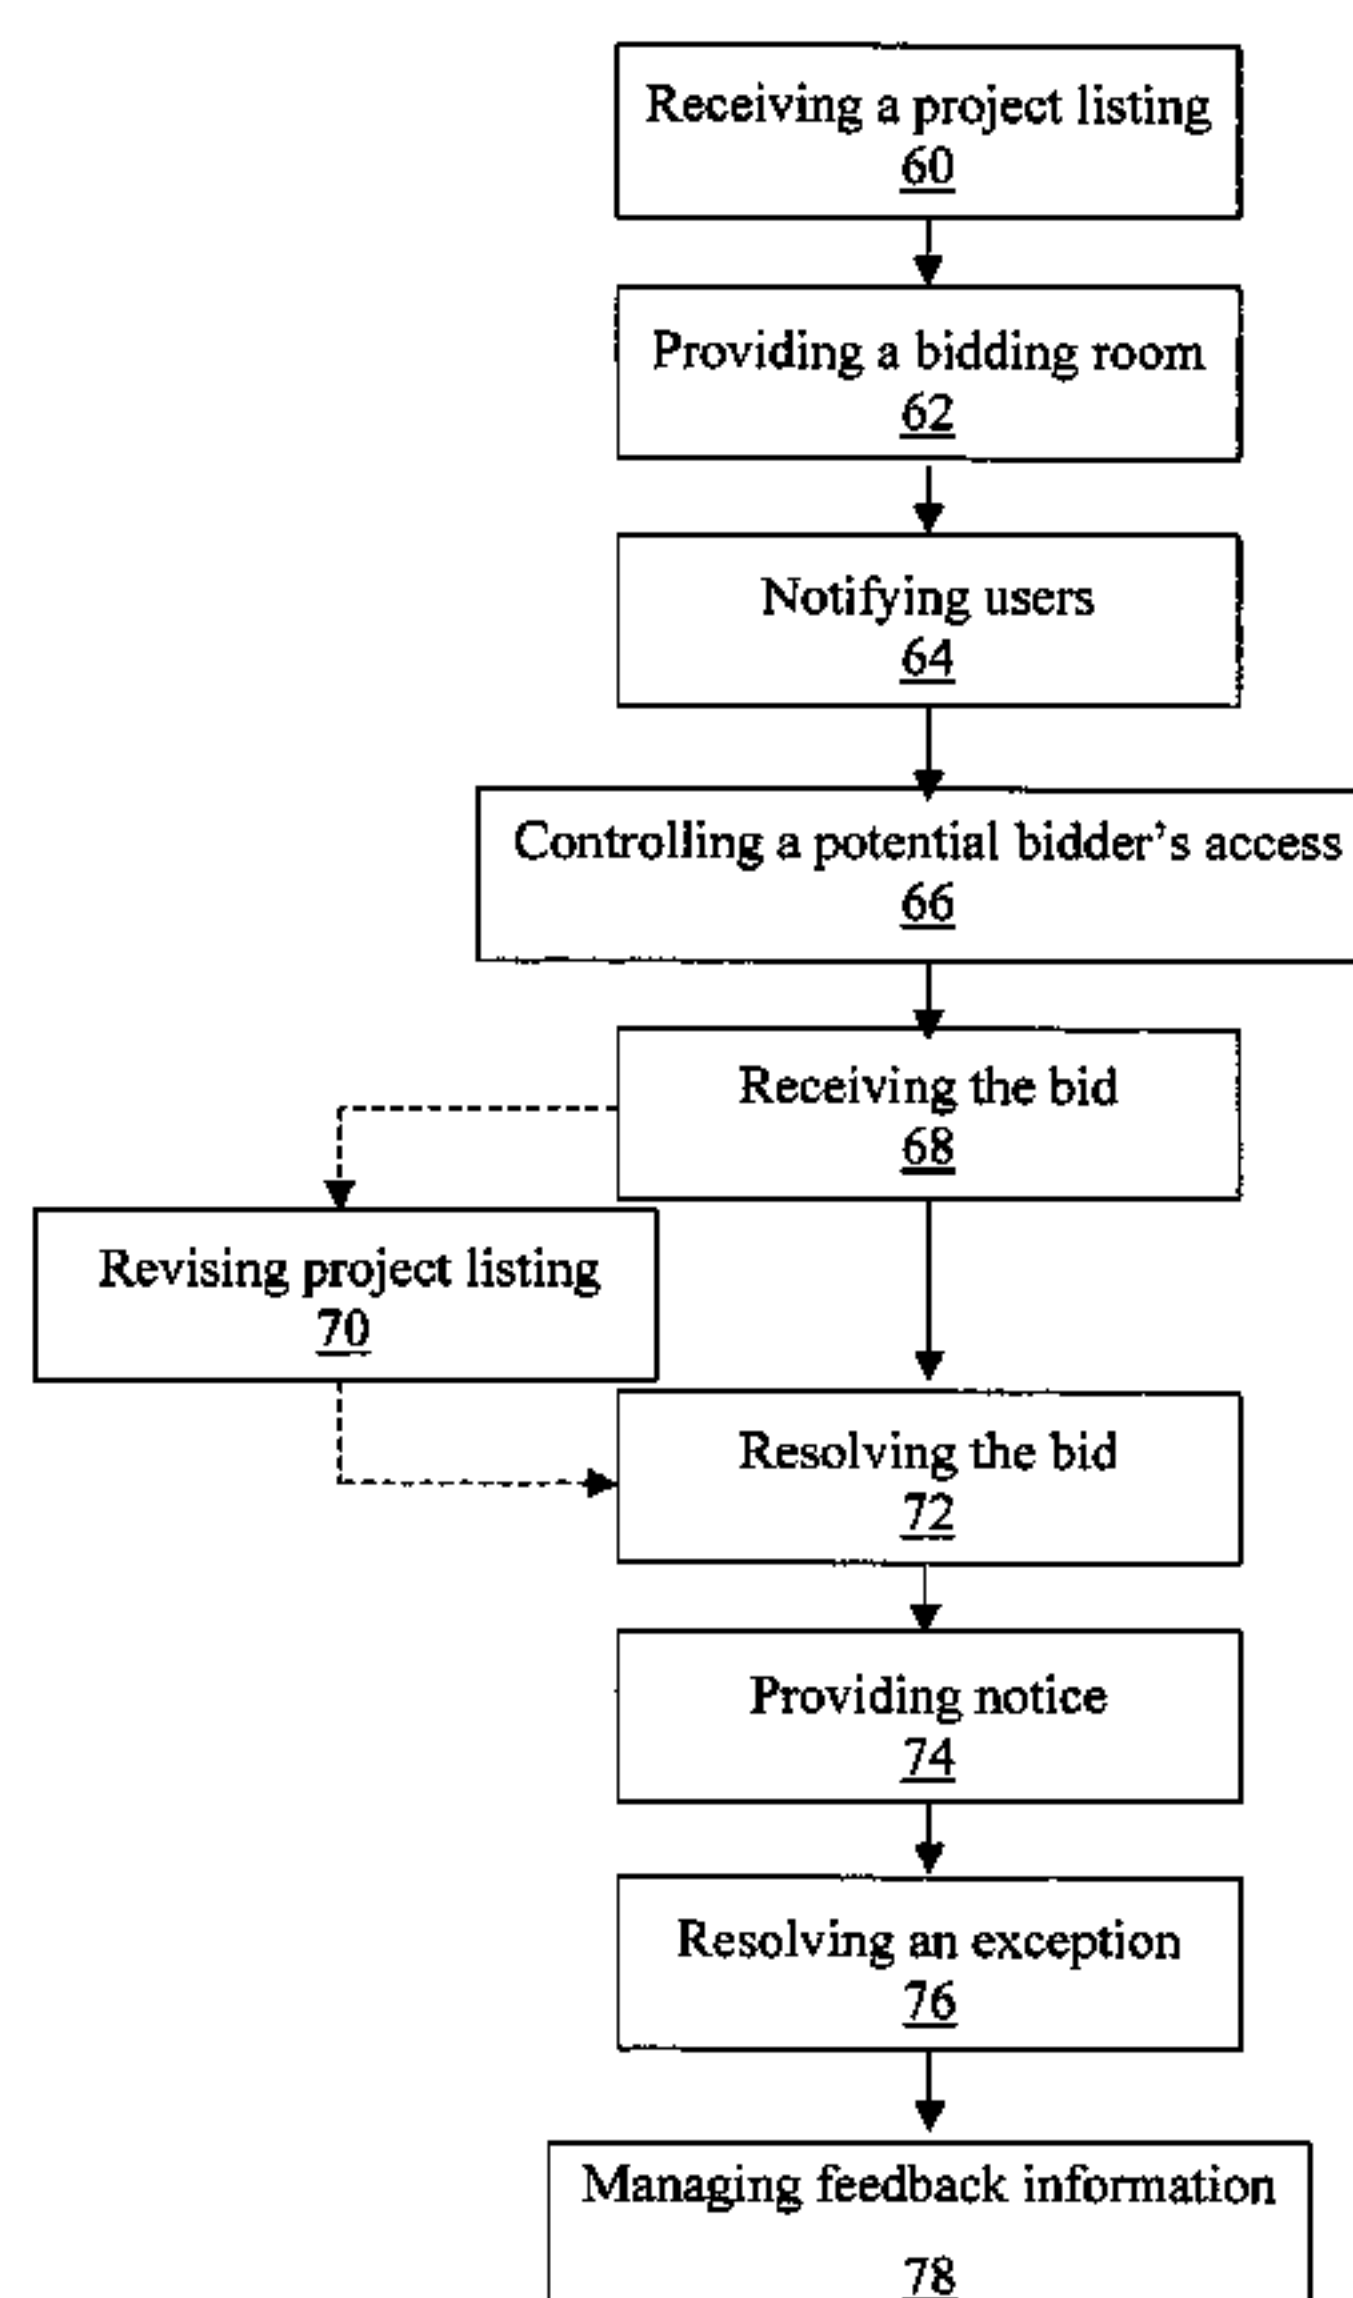 Receiving a project listing
60
Providing a bidding room
62
Notifying users
64
Controlling a potential bidder's access
66
Receiving the bid
68
Revising project listing
70
Resolving the bid
72
Providing notice
74
Resolving an exception
76
Managing feedback information
78